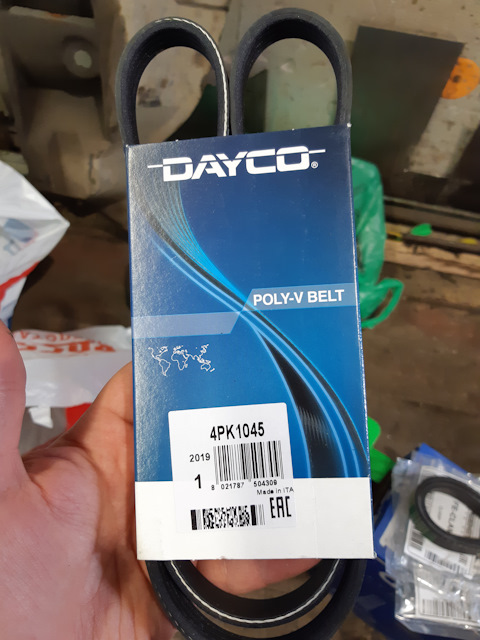 DAYCO®
POLY-V BELT
4PK1045
2019
1
8 021787 504309
Made in ITA
EAC